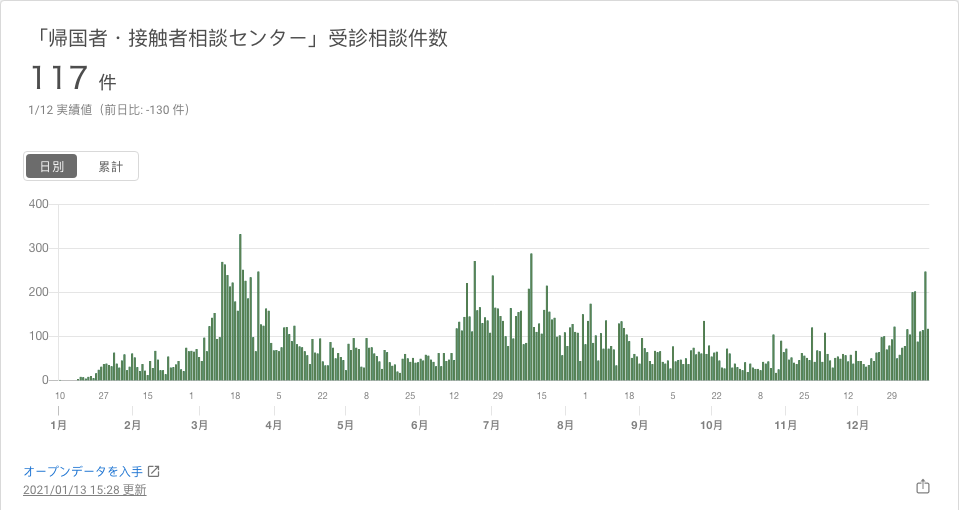 「帰国者・接触者相談センター」受診相談件数
117 件
1/12 実績値（前日比: -130 件）
日別 累計
400
300
200
100
0
10 27 15 1 18 5 22 8 25 12 29 15 1 18 5 22 8 25 12 29
1月 2月 3月 4月 5月 6月 7月 8月 9月 10月 11月 12月
オープンデータを入手
2021/01/13 15:28 更新